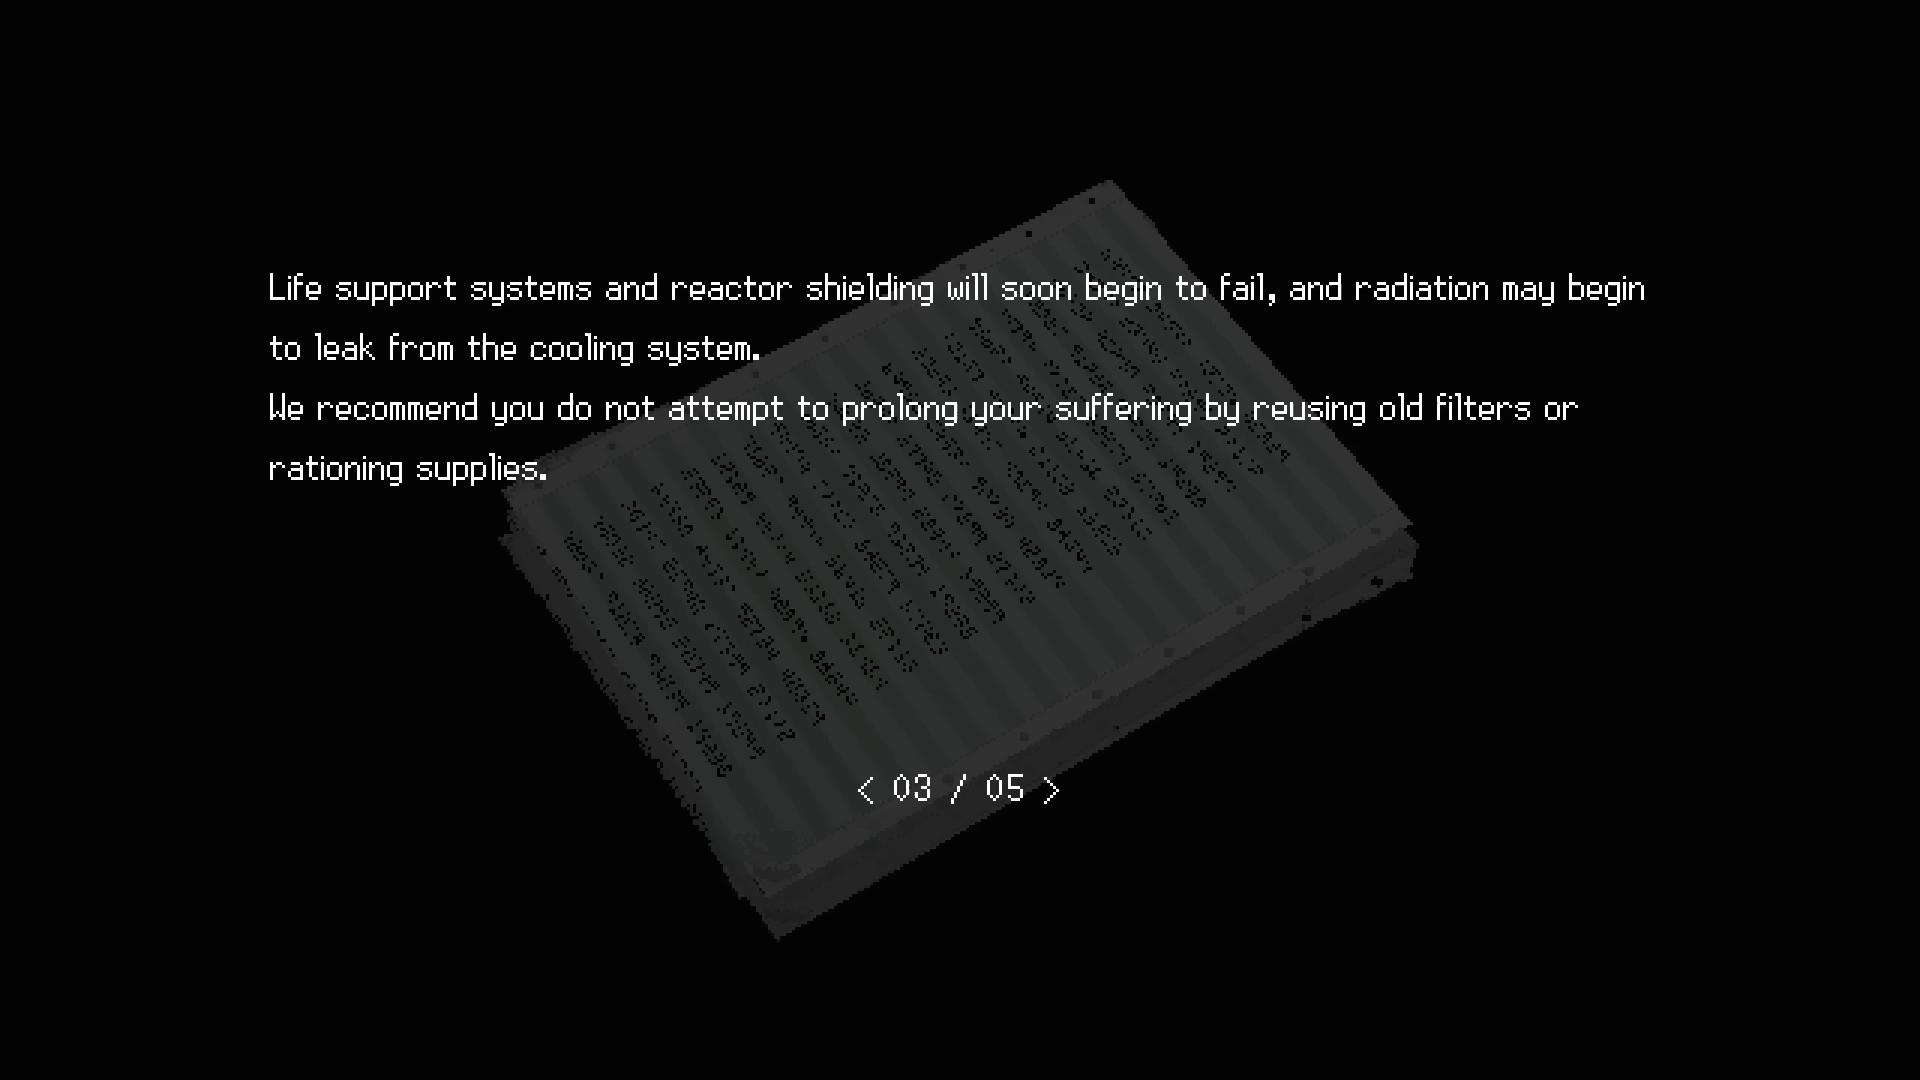 Life support systems and reactor shielding will soon begin to fail, and radiation may begin
to leak from the cooling system.
We recommend you do not attempt to prolong your suffering by reusing old filters or
rationing supplies.
< 03 / 05 >